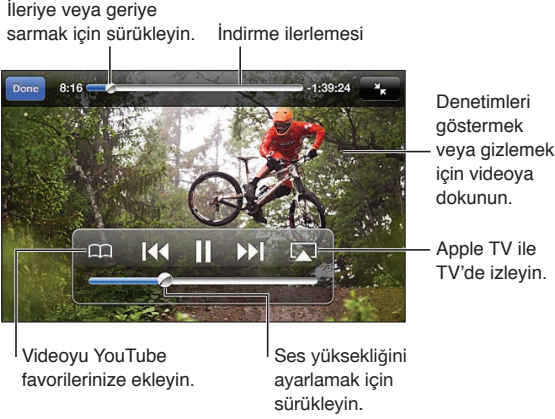 İleriye veya geriye
sarmak için sürükleyin.
İndirme ilerlemesi
Done
8:16
-1:39:24
Denetimleri
göstermek
veya gizlemek
için videoya
dokunun.
Apple TV ile
TV’de izleyin.
Videoyu YouTube
favorilerinize ekleyin.
Ses yüksekliğini
ayarlamak için
sürükleyin.